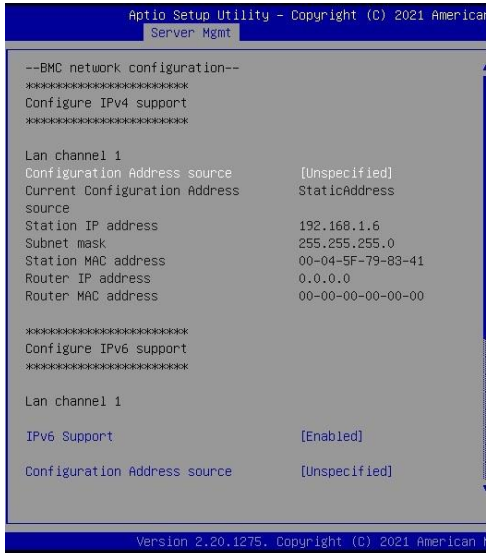 Aptio Setup Utility - Copyright (C) 2021 American
Server Mgmt
--BMC network configuration--
***********************
Configure IPv4 support
***********************
Lan channel 1
Configuration Address source [Unspecified]
Current Configuration Address StaticAddress
source
Station IP address 192.168.1.6
Subnet mask 255.255.255.0
Station MAC address 00-04-5F-79-83-41
Router IP address 0.0.0.0
Router MAC address 00-00-00-00-00-00
***********************
Configure IPv6 support
***********************
Lan channel 1
IPv6 Support [Enabled]
Configuration Address source [Unspecified]
Version 2.20.1275. Copyright (C) 2021 American